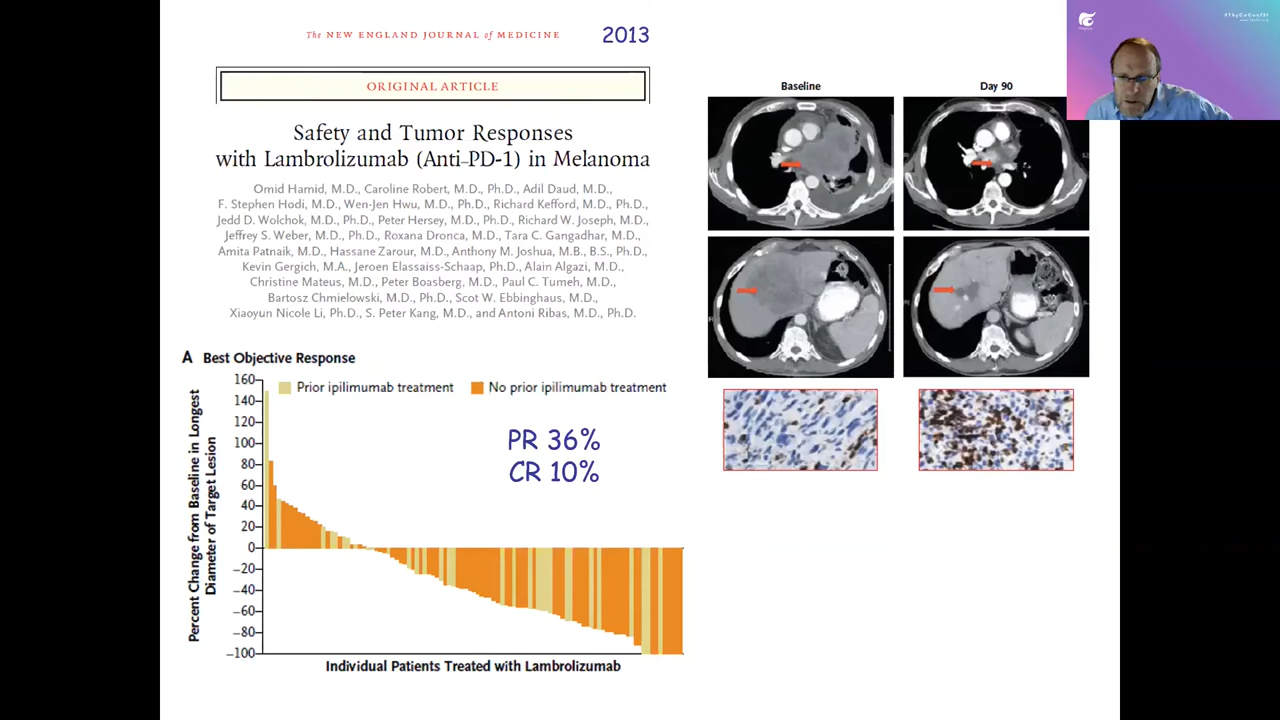 The NEW ENGLAND JOURNAL of MEDICINE
2013
ORIGINAL ARTICLE
Safety and Tumor Responses
with Lambrolizumab (Anti–PD-1) in Melanoma
Omid Hamid, M.D., Caroline Robert, M.D., Ph.D., Adil Daud, M.D.,
F. Stephen Hodi, M.D., Wen-Jen Hwu, M.D., Ph.D., Richard Kefford, M.D., Ph.D.,
Jedd D. Wolchok, M.D., Ph.D., Peter Hersey, M.D., Ph.D., Richard W. Joseph, M.D.,
Jeffrey S. Weber, M.D., Ph.D., Roxana Dronca, M.D., Tara C. Gangadhar, M.D.,
Amita Patnaik, M.D., Hassane Zarour, M.D., Anthony M. Joshua, M.B., B.S., Ph.D.,
Kevin Gergich, M.A., Jeroen Elassaiss-Schaap, Ph.D., Alain Algazi, M.D.,
Christine Mateus, M.D., Peter Boasberg, M.D., Paul C. Tumeh, M.D.,
Bartosz Chmielowski, M.D., Ph.D., Scot W. Ebbinghaus, M.D.,
Xiaoyun Nicole Li, Ph.D., S. Peter Kang, M.D., and Antoni Ribas, M.D., Ph.D.
A Best Objective Response
Prior ipilimumab treatment
No prior ipilimumab treatment
PR 36%
CR 10%
Percent Change from Baseline in Longest
Diameter of Target Lesion
160
140
120
100
80
60
40
20
0
−20
−40
−60
−80
−100
Individual Patients Treated with Lambrolizumab
Baseline
Day 90